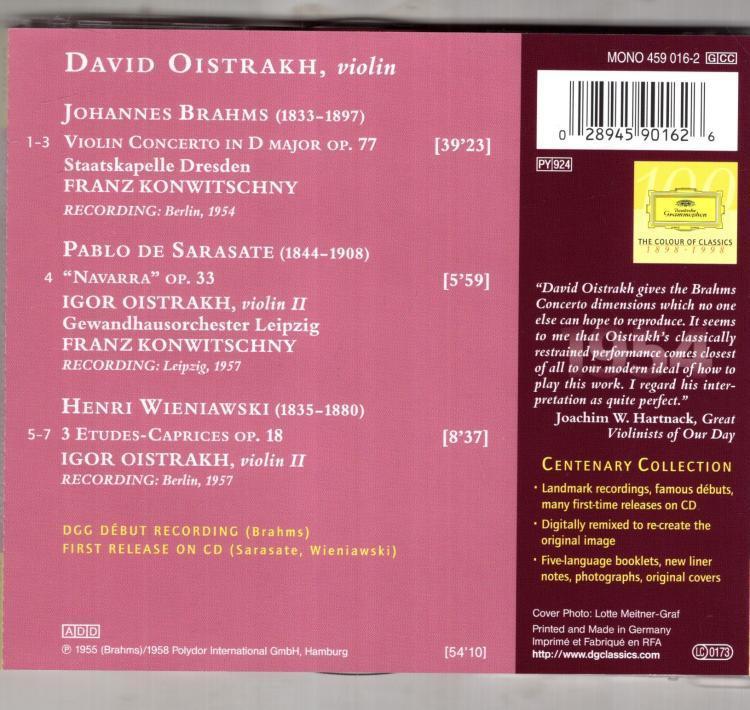 DAVID OISTRAKH, violin
JOHANNES BRAHMS (1833-1897)
1-3 VIOLIN CONCERTO IN D MAJOR OP. 77 [39'23]
Staatskapelle Dresden
FRANZ KONWITSCHNY
RECORDING: Berlin, 1954
PABLO DE SARASATE (1844-1908)
4 “NAVARRA” OP. 33 [5'59]
IGOR OISTRAKH, violin II
Gewandhausorchester Leipzig
FRANZ KONWITSCHNY
RECORDING: Leipzig, 1957
HENRI WIENIAWSKI (1835-1880)
5-7 3 ETUDES-CAPRICES OP. 18 [8'37]
IGOR OISTRAKH, violin II
RECORDING: Berlin, 1957
DGG DÉBUT RECORDING (Brahms)
FIRST RELEASE ON CD (Sarasate, Wieniawski)
ADD
℗ 1955 (Brahms)/1958 Polydor International GmbH, Hamburg [54'10]
MONO 459 016-2 GCC
0 28945 90162 6
PY 924
100
Deutsche
Grammophon
THE COLOUR OF CLASSICS
1898-1998
1954
“David Oistrakh gives the Brahms
Concerto dimensions which no one
else can hope to reproduce. It seems
to me that Oistrakh's classically
restrained performance comes closest
of all to our modern ideal of how to
play this work. I regard his inter-
pretation as quite perfect.”
Joachim W. Hartnack, Great
Violinists of Our Day
CENTENARY COLLECTION
· Landmark recordings, famous débuts,
many first-time releases on CD
· Digitally remixed to re-create the
original image
· Five-language booklets, new liner
notes, photographs, original covers
Cover Photo: Lotte Meitner-Graf
Printed and Made in Germany
Imprimé et Fabriqué en RFA
http://www.dgclassics.com LC 0173